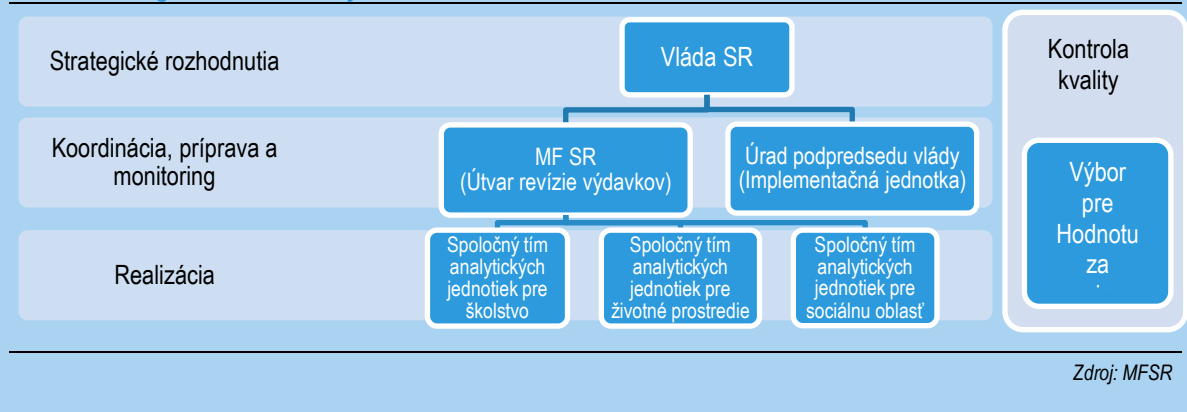 Strategické rozhodnutia
Vláda SR
Kontrola
kvality
Koordinácia, príprava a
monitoring
MF SR
(Útvar revízie výdavkov)
Úrad podpredsedu vlády
(Implementačná jednotka)
Výbor
pre
Hodnotu
za
Realizácia
Spoločný tím
analytických
jednotiek pre
školstvo
Spoločný tím
analytických
jednotiek pre
životné prostredie
Spoločný tím
analytických
jednotiek pre
sociálnu oblasť
Zdroj: MFSR